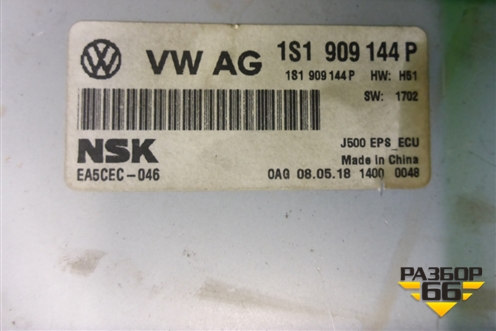 VW AG 1S1 909 144 P
1S1 909 144 P HW: H51
SW: 1702
NSK
J500 EPS_ECU
Made in China
EA5CEC-046
0AG 08.05.18 1400 0048
РАЗБОР
66